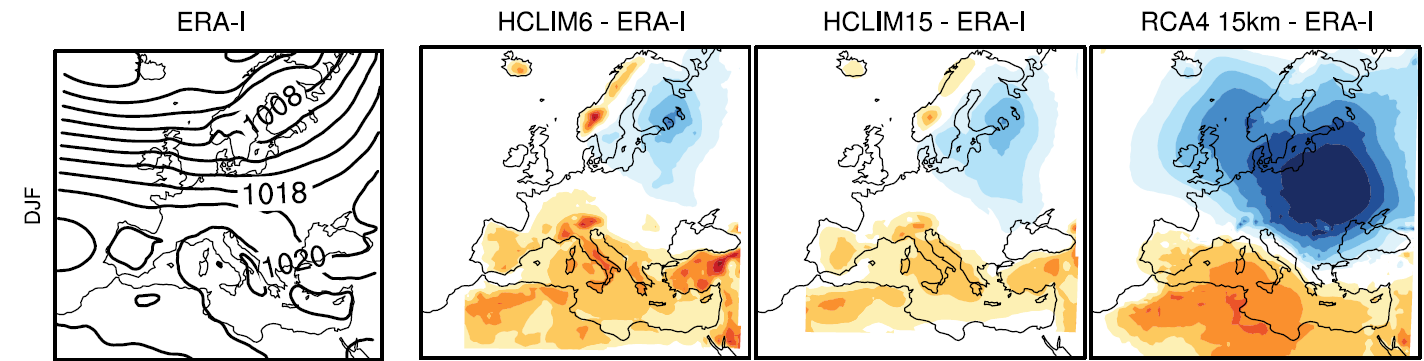 ERA-I
HCLIM6 - ERA-I
HCLIM15 - ERA-I
RCA4 15km - ERA-I
DJF
1008
1018
1020